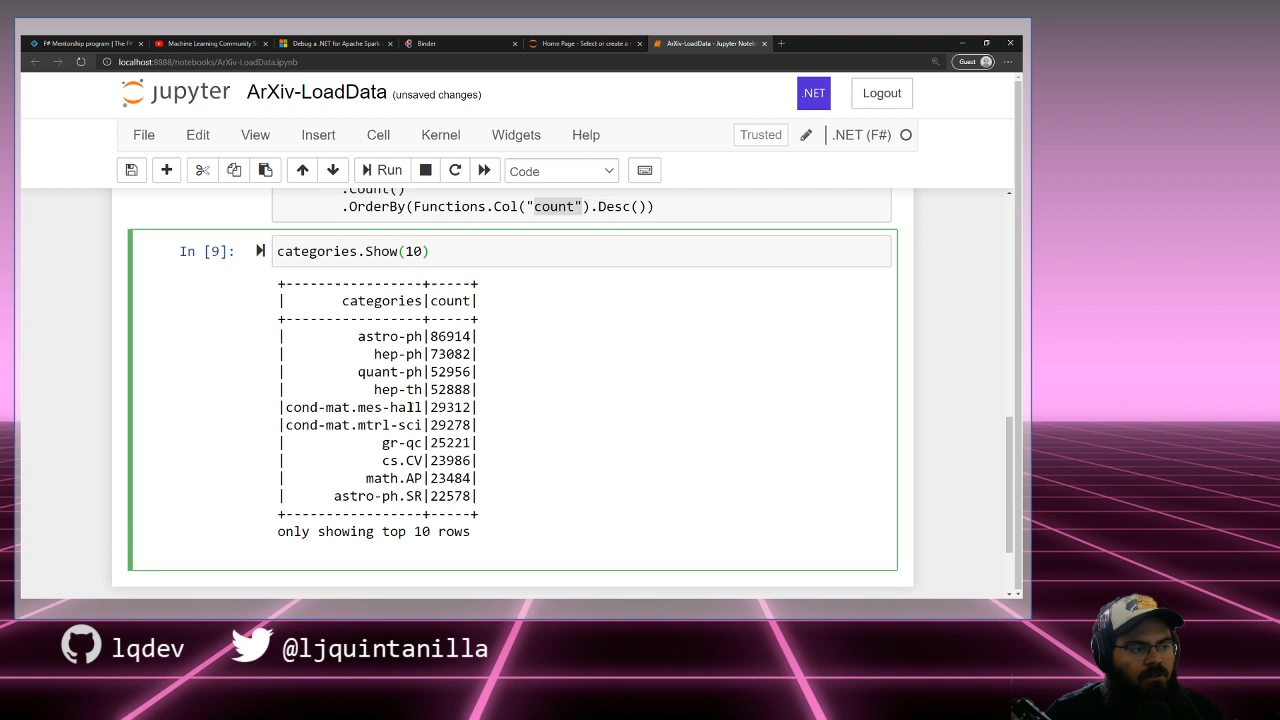 F# Mentorship program | The F#
Machine Learning Community S
Debug a .NET for Apache Spark
Binder
Home Page - Select or create a n
ArXiv-LoadData - Jupyter Noteb
localhost:8888/notebooks/ArXiv-LoadData.ipynb
Guest
jupyter ArXiv-LoadData (unsaved changes)
.NET
Logout
File Edit View Insert Cell Kernel Widgets Help
Trusted
.NET (F#)
Run
Code
.Count()
.OrderBy(Functions.Col("count").Desc())
In [9]: categories.Show(10)
+-----------------+-----+
|       categories|count|
+-----------------+-----+
|         astro-ph|86914|
|           hep-ph|73082|
|         quant-ph|52956|
|           hep-th|52888|
|cond-mat.mes-hall|29312|
|cond-mat.mtrl-sci|29278|
|            gr-qc|25221|
|            cs.CV|23986|
|          math.AP|23484|
|      astro-ph.SR|22578|
+-----------------+-----+
only showing top 10 rows
lqdev
@ljquintanilla